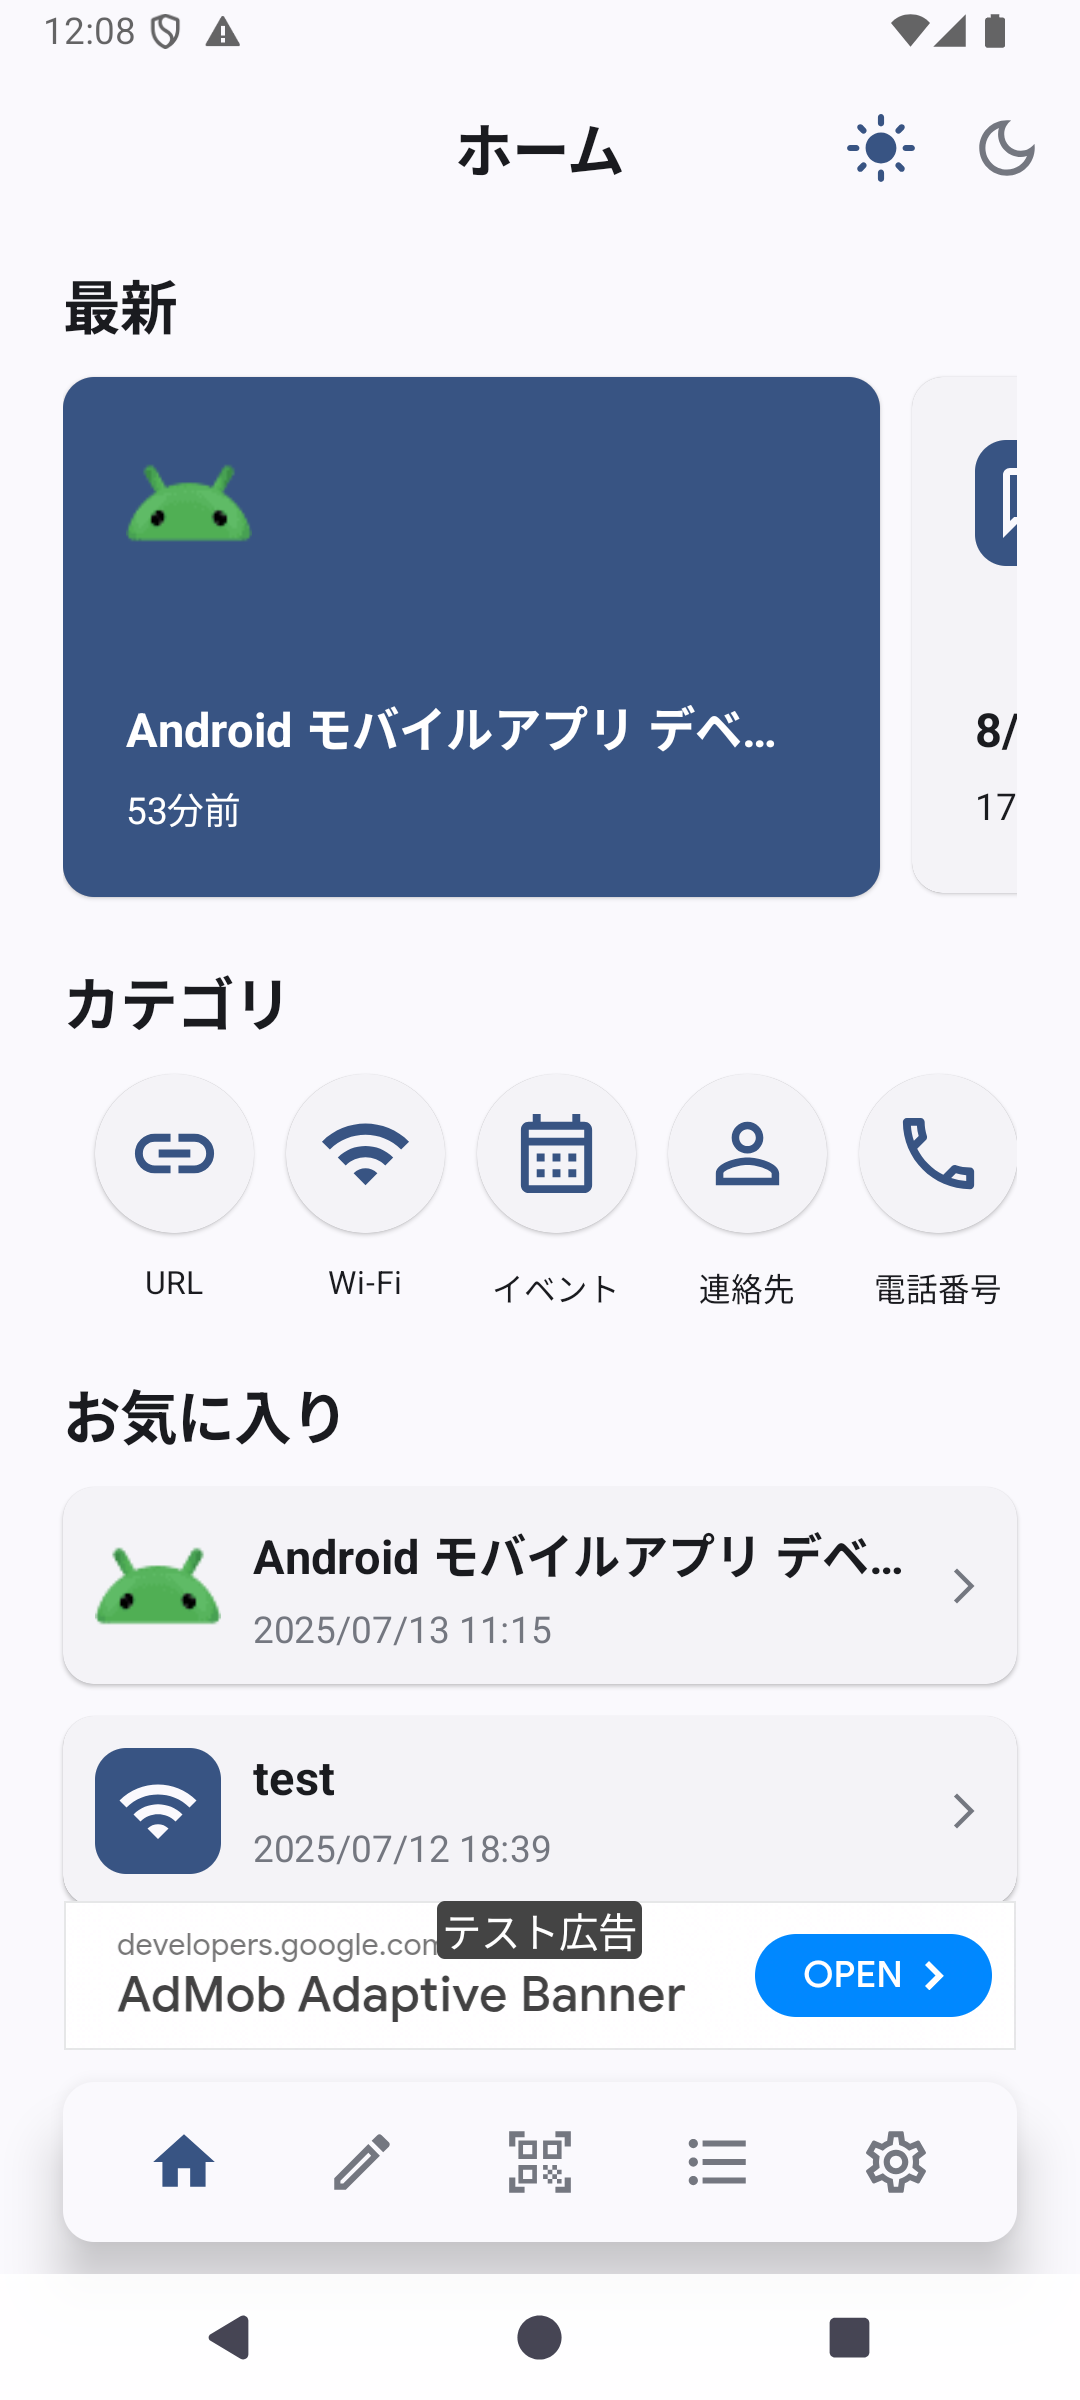 12:08
ホーム
最新
Android モバイルアプリ デベ...
53分前
8/
17
カテゴリ
URL
Wi-Fi
イベント
連絡先
電話番号
お気に入り
Android モバイルアプリ デベ...
2025/07/13 11:15
test
2025/07/12 18:39
テスト広告
developers.google.com
AdMob Adaptive Banner
OPEN